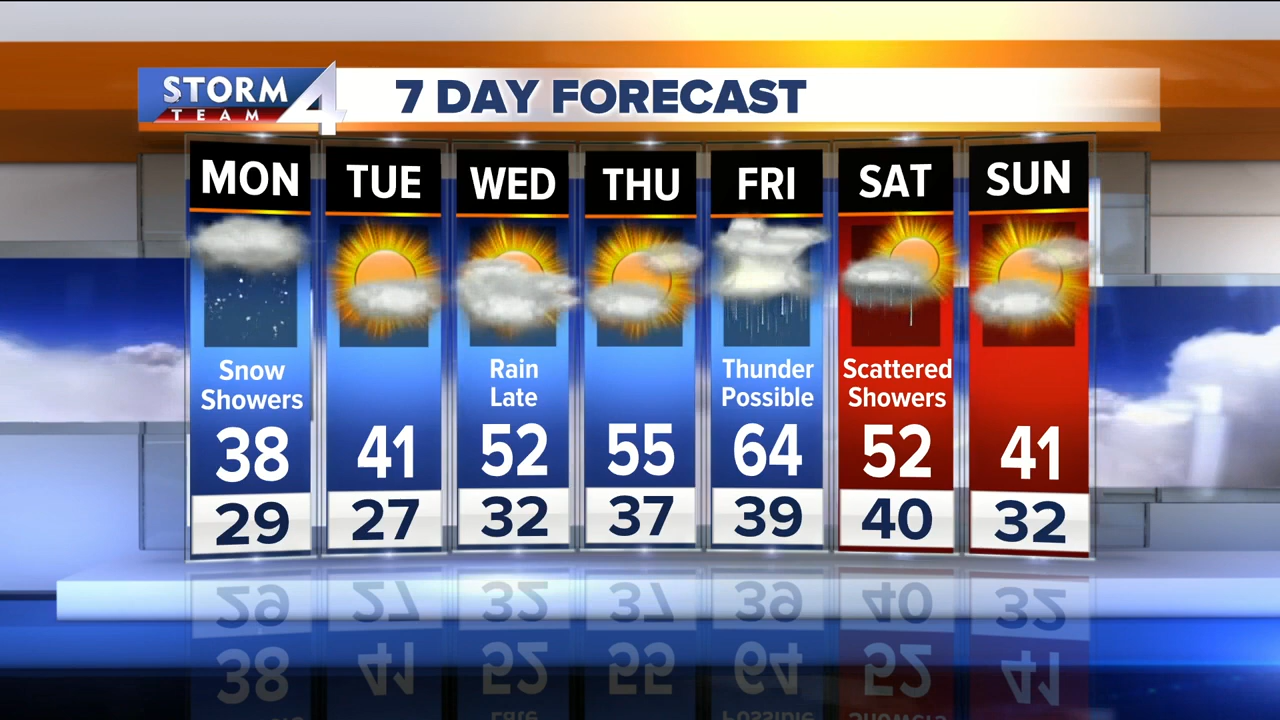 STORM 4
TEAM
7 DAY FORECAST
MON TUE WED THU FRI SAT SUN
Snow
Showers
Rain
Late
Thunder
Possible
Scattered
Showers
38 41 52 55 64 52 41
29 27 32 37 39 40 32